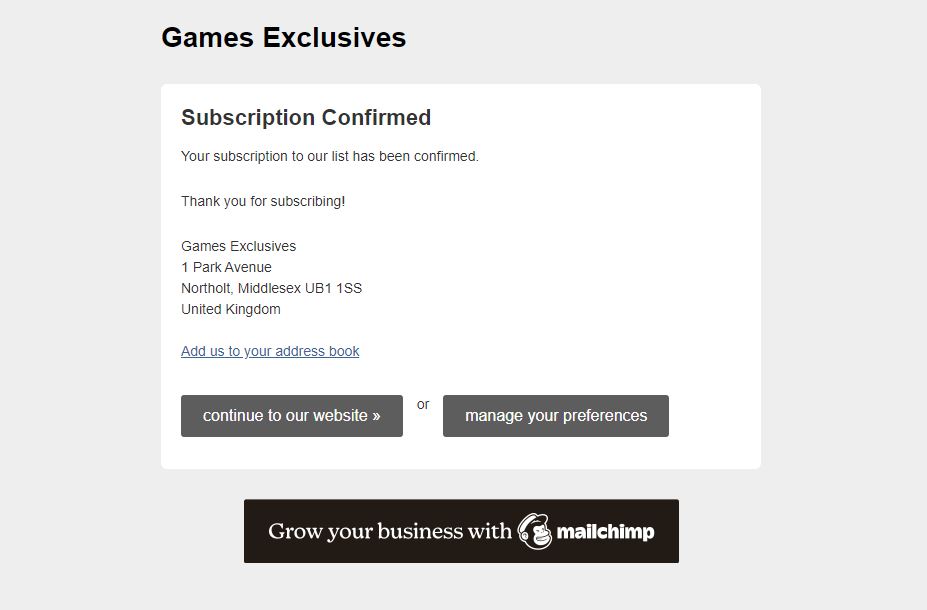 Games Exclusives
Subscription Confirmed
Your subscription to our list has been confirmed.
Thank you for subscribing!
Games Exclusives
1 Park Avenue
Northolt, Middlesex UB1 1SS
United Kingdom
Add us to your address book
continue to our website » or manage your preferences
Grow your business with mailchimp